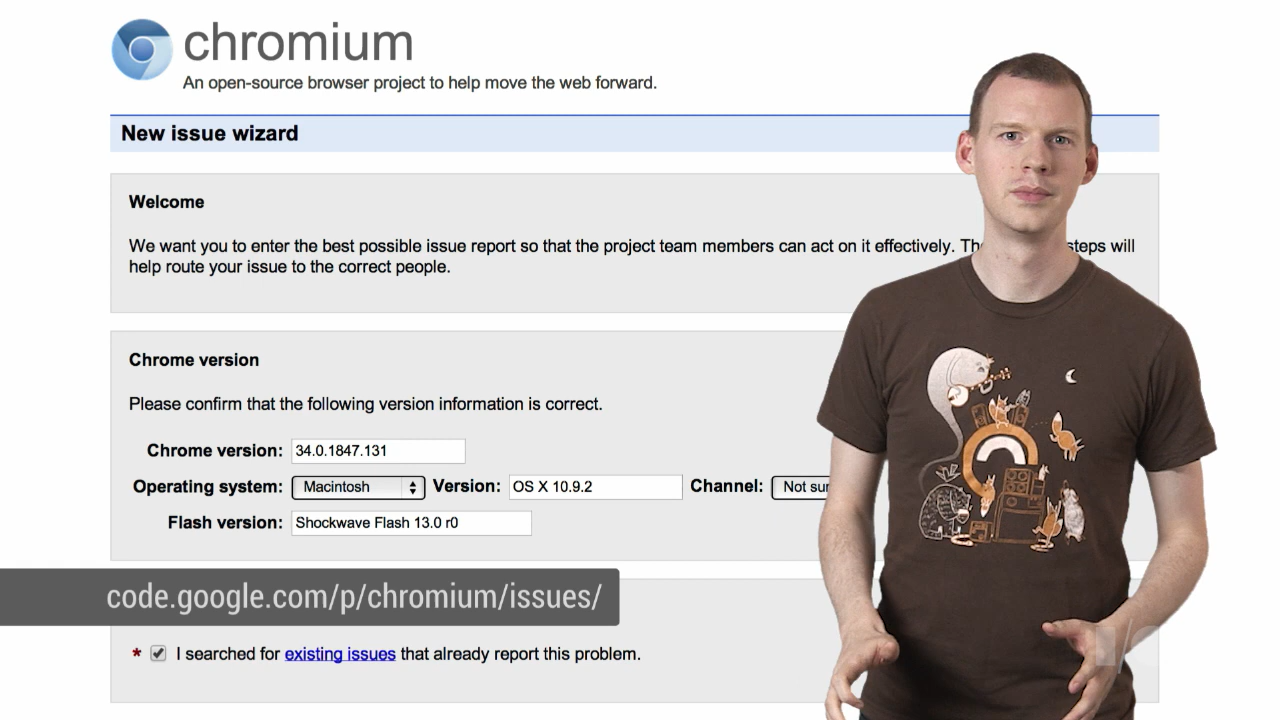 chromium
An open-source browser project to help move the web forward.
New issue wizard
Welcome
We want you to enter the best possible issue report so that the project team members can act on it effectively. steps will
help route your issue to the correct people.
Chrome version
Please confirm that the following version information is correct.
Chrome version: 34.0.1847.131
Operating system: Macintosh Version: OS X 10.9.2 Channel: Not
Flash version: Shockwave Flash 13.0 r0
code.google.com/p/chromium/issues/
* I searched for existing issues that already report this problem.
I/O